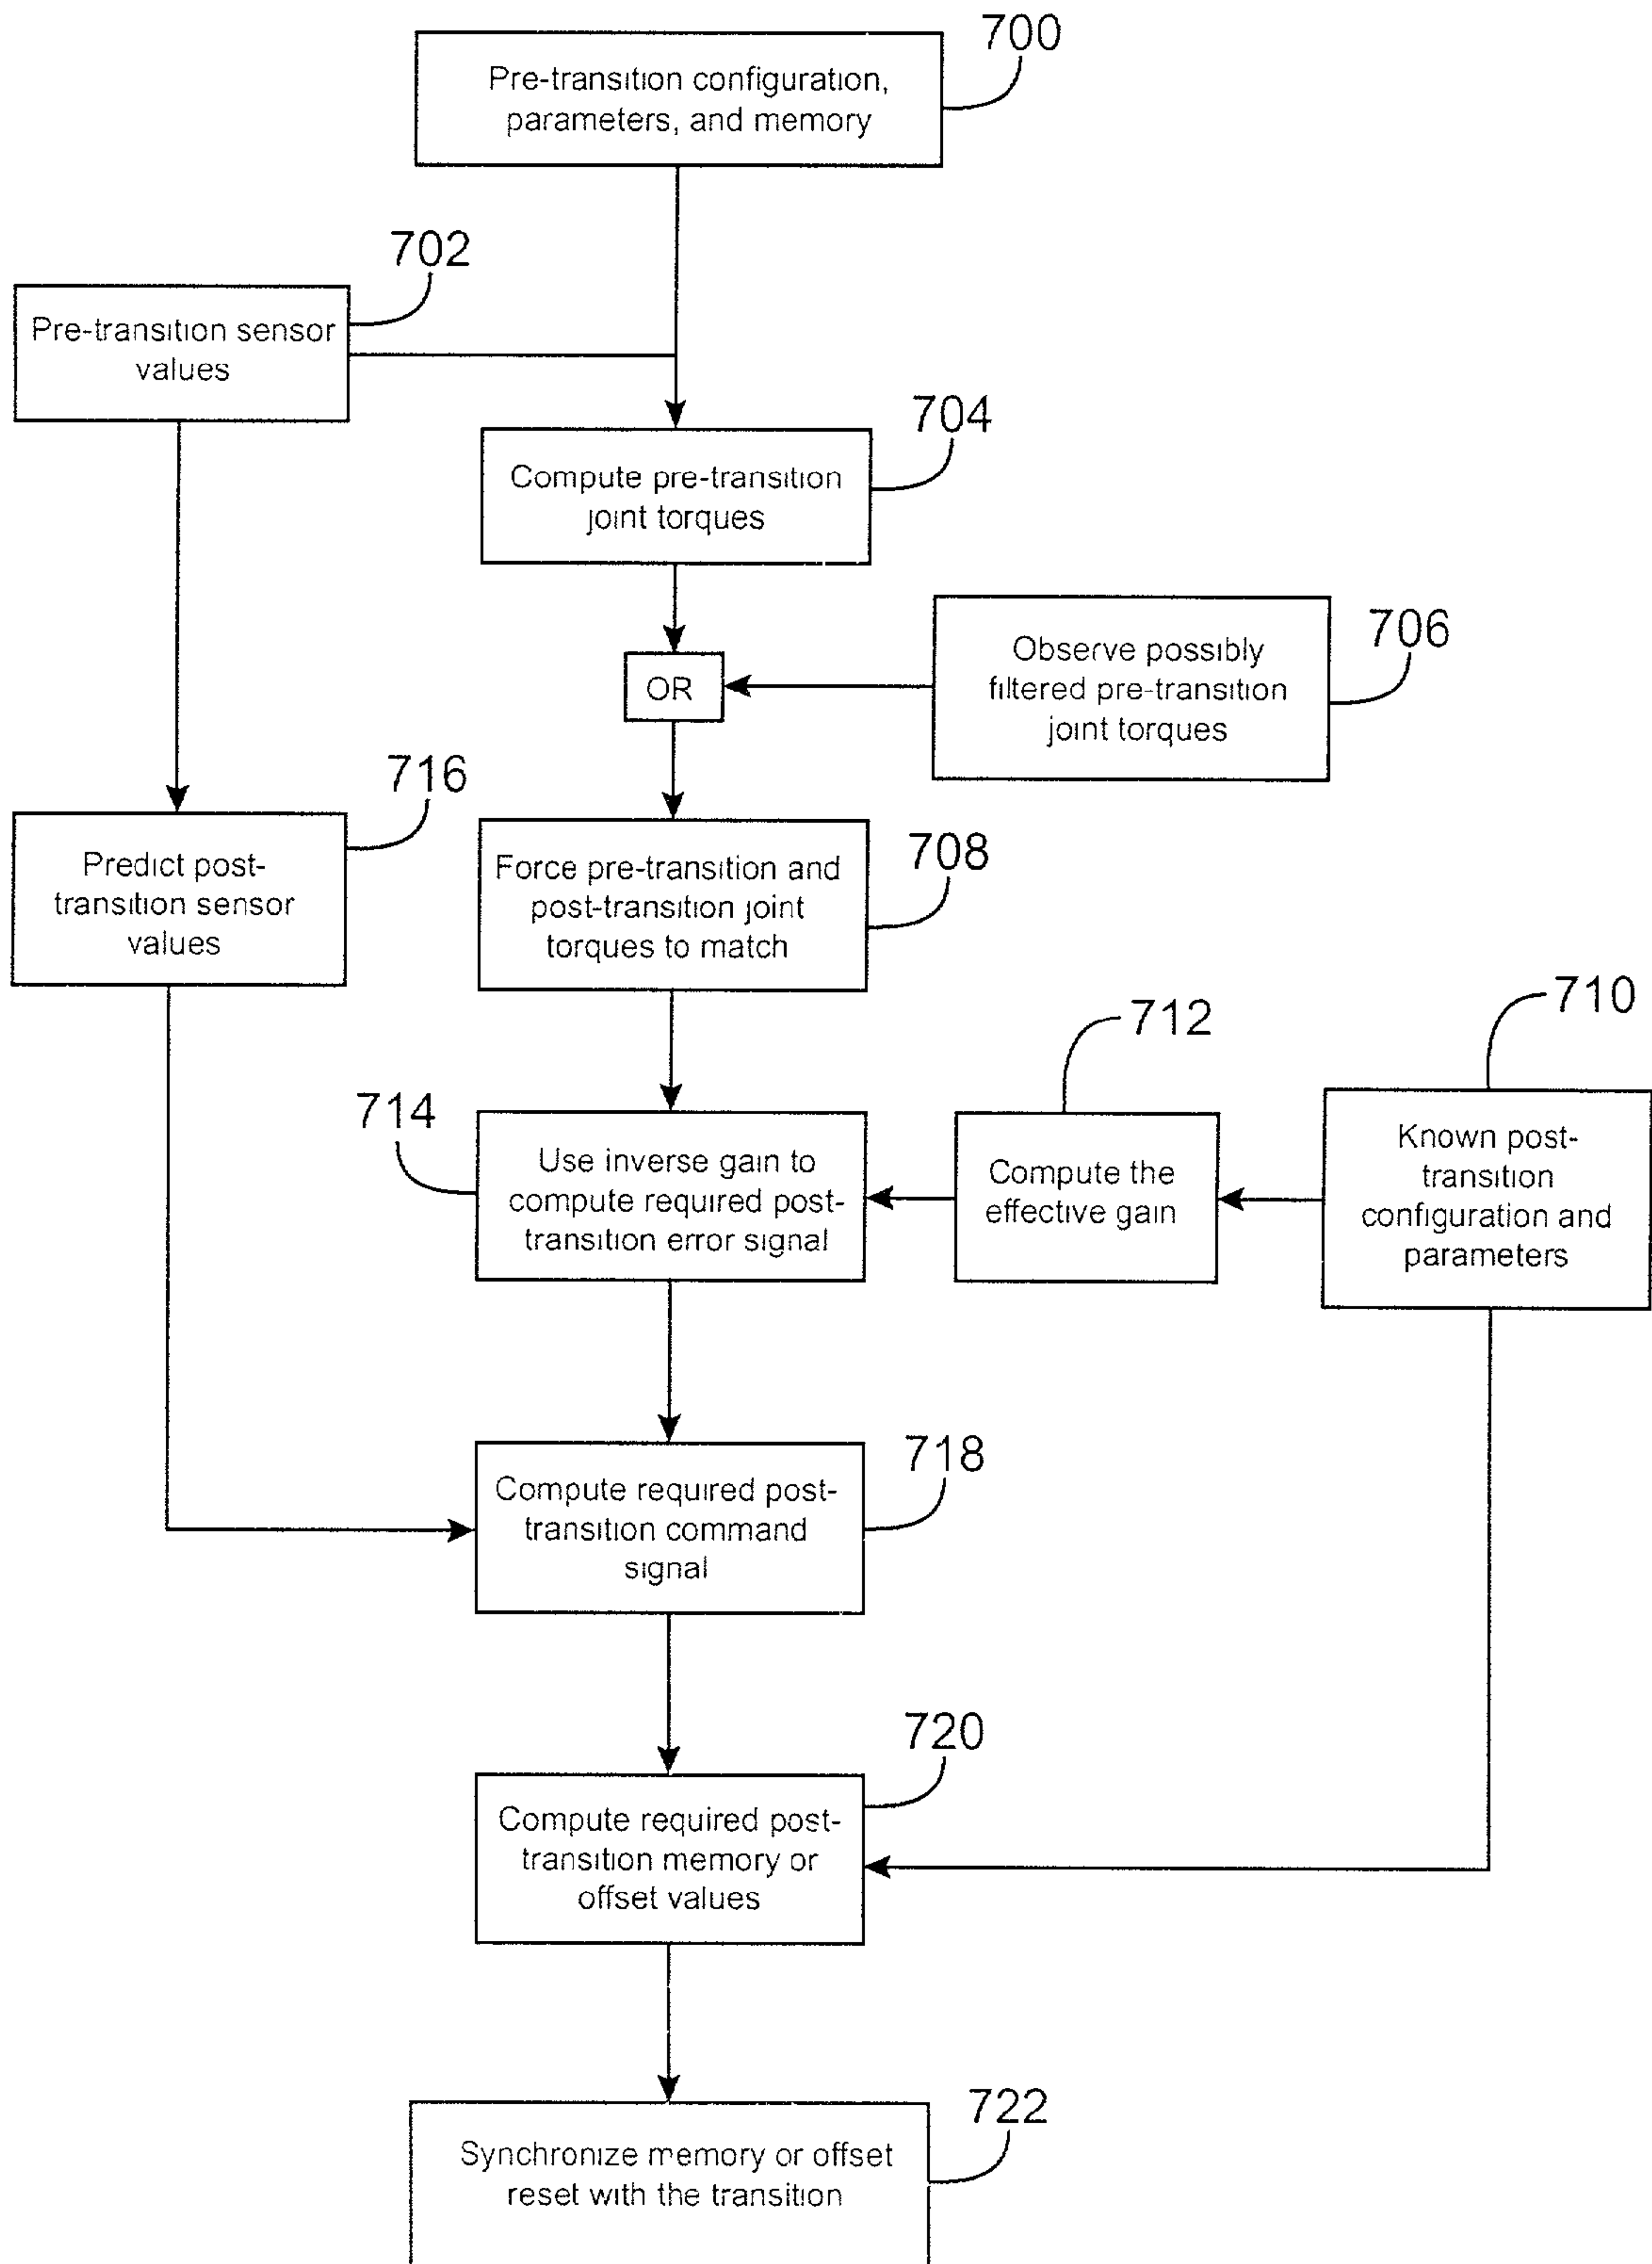 700
Pre-transition configuration,
parameters, and memory
702
Pre-transition sensor
values
704
Compute pre-transition
joint torques
706
Observe possibly
filtered pre-transition
joint torques
OR
716
Predict post-
transition sensor
values
708
Force pre-transition and
post-transition joint
torques to match
710
712
714
Use inverse gain to
compute required post-
transition error signal
Compute the
effective gain
Known post-
transition
configuration and
parameters
718
Compute required post-
transition command
signal
720
Compute required post-
transition memory or
offset values
722
Synchronize memory or offset
reset with the transition